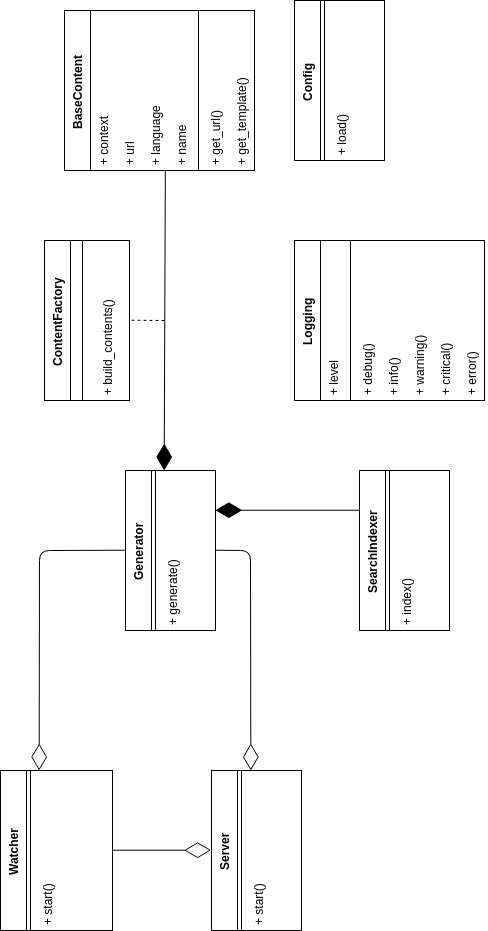 Watcher
+ start()
Server
+ start()
Generator
+ generate()
SearchIndexer
+ index()
ContentFactory
+ build_contents()
Logging
+ level
+ debug()
+ info()
+ warning()
+ critical()
+ error()
BaseContent
+ context
+ url
+ language
+ name
+ get_url()
+ get_template()
Config
+ load()